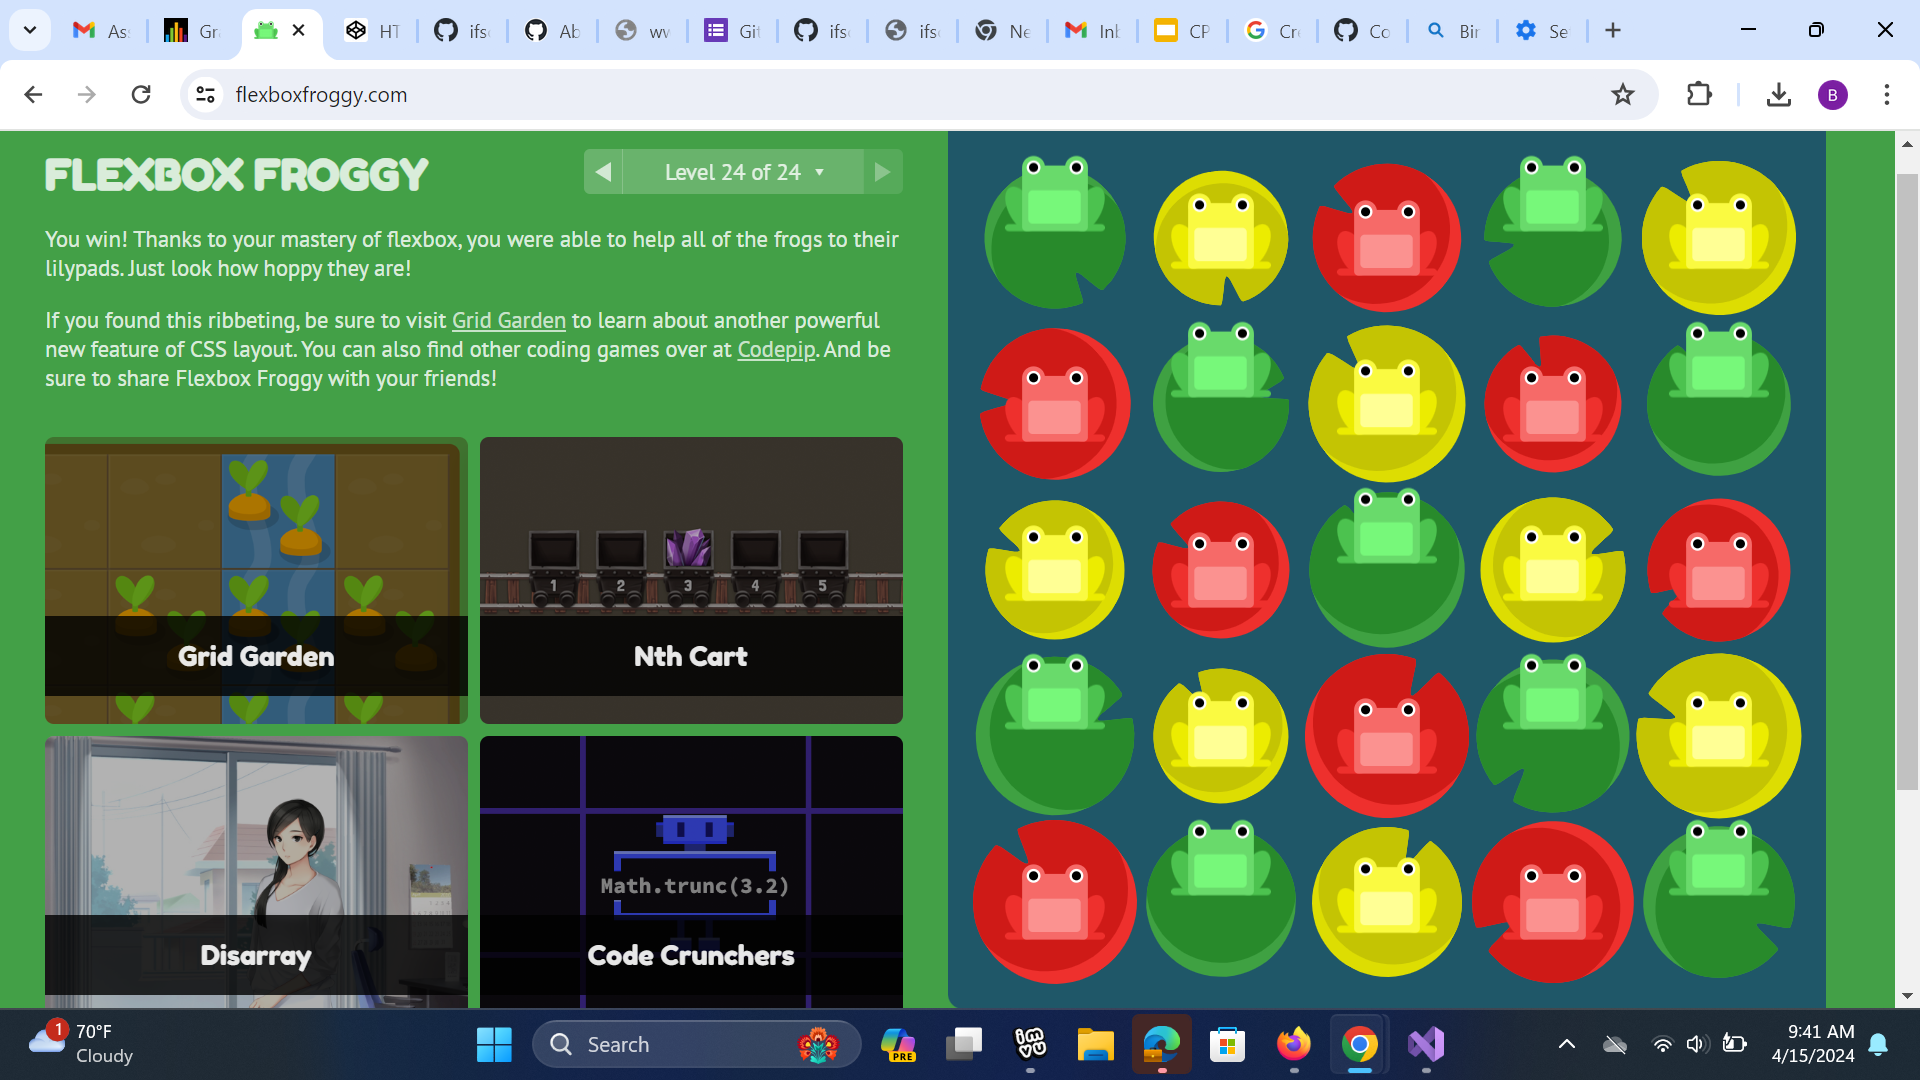 As
Gr
HT
ifs
Ab
wv
Git
ifs
ifs
Ne
Inl
CP
Cr
Co
Bir
Se
flexboxfroggy.com
B
FLEXBOX FROGGY
Level 24 of 24
You win! Thanks to your mastery of flexbox, you were able to help all of the frogs to their
lilypads. Just look how hoppy they are!
If you found this ribbeting, be sure to visit Grid Garden to learn about another powerful
new feature of CSS layout. You can also find other coding games over at Codepip. And be
sure to share Flexbox Froggy with your friends!
1
2
3
4
5
Grid Garden
Nth Cart
Math.trunc(3.2)
Disarray
Code Crunchers
1
70°F
Cloudy
Search
PRE
imvu
9:41 AM
4/15/2024